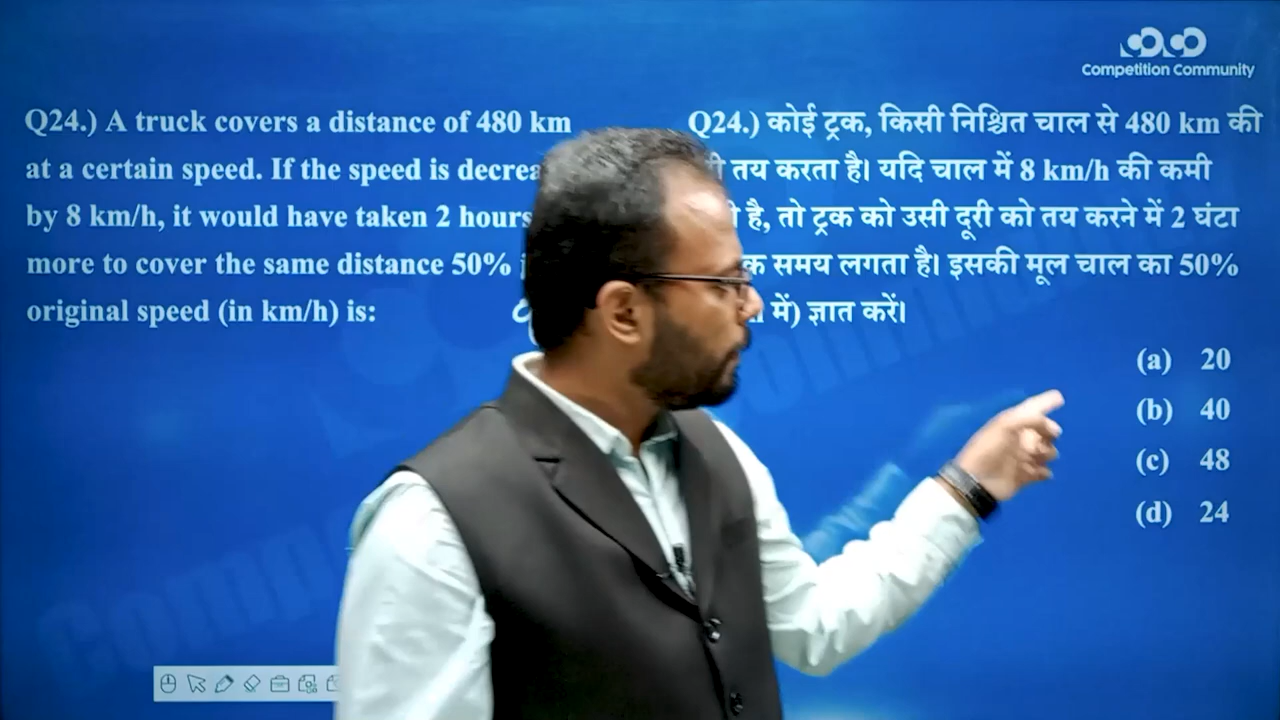 Competition Community
Q24.) A truck covers a distance of 480 km
at a certain speed. If the speed is
by 8 km/h, it would have taken 2 hours
more to cover the same distance 50%
original speed (in km/h) is:
Q24.) कोई ट्रक, किसी निश्चित चाल से 480 km की
तय करता है। यदि चाल में 8 km/h की कमी
है, तो ट्रक को उसी दूरी को तय करने में 2 घंटा
समय लगता है। इसकी मूल चाल का 50%
में) ज्ञात करें।
(a) 20
(b) 40
(c) 48
(d) 24